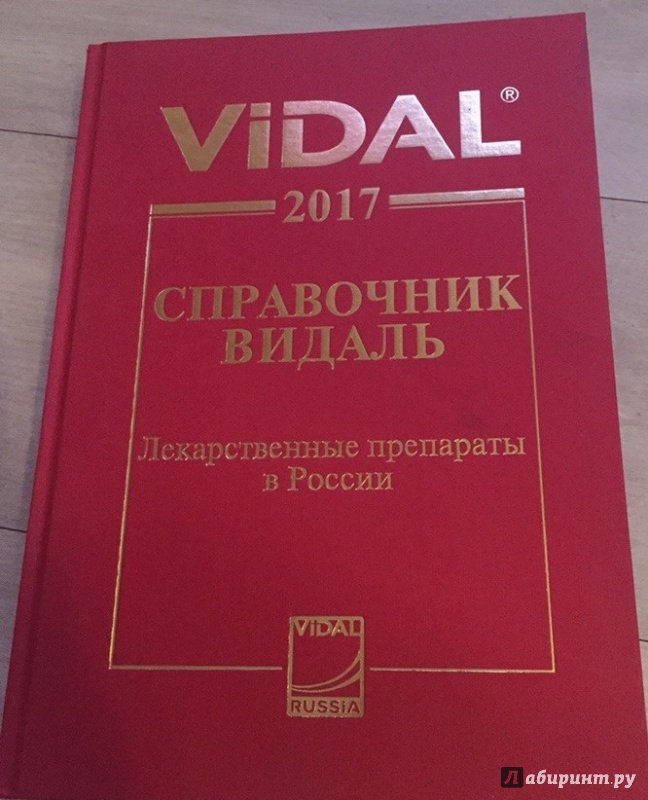 ViDAL®
2017
СПРАВОЧНИК
ВИДАЛЬ
Лекарственные препараты
в России
ViDAL
RUSSiA
Лабиринт.ру